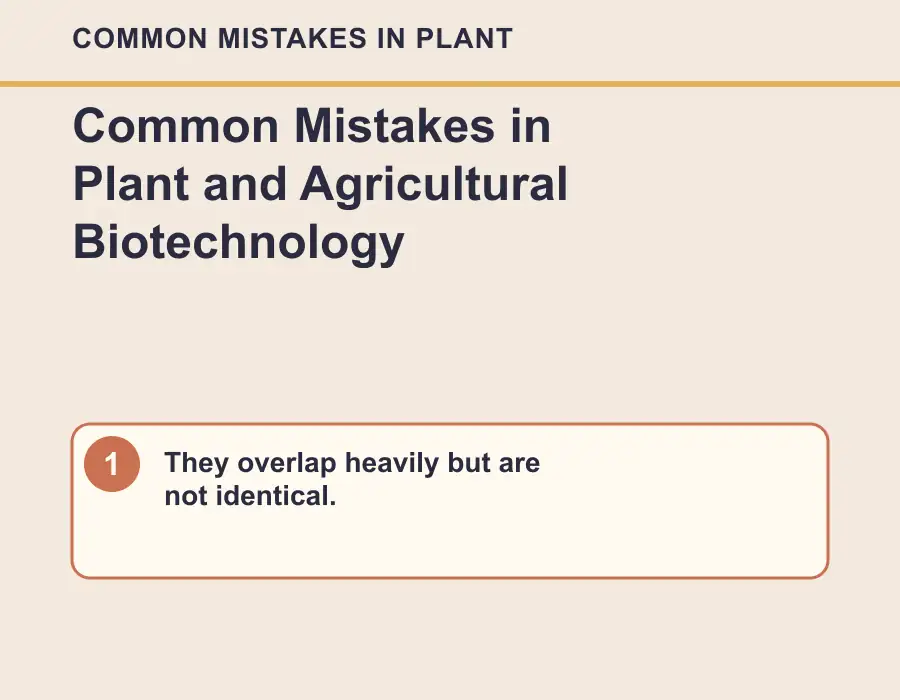 COMMON MISTAKES IN PLANT
Common Mistakes in
Plant and Agricultural
Biotechnology
1
They overlap heavily but are
not identical.